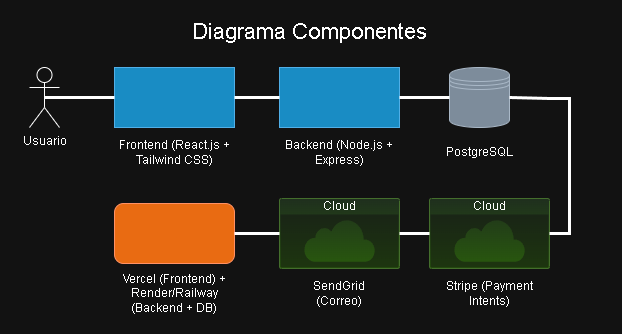 Diagrama Componentes
Usuario
Frontend (React.js +
Tailwind CSS)
Backend (Node.js +
Express)
PostgreSQL
Vercel (Frontend) +
Render/Railway
(Backend + DB)
Cloud
SendGrid
(Correo)
Cloud
Stripe (Payment
Intents)